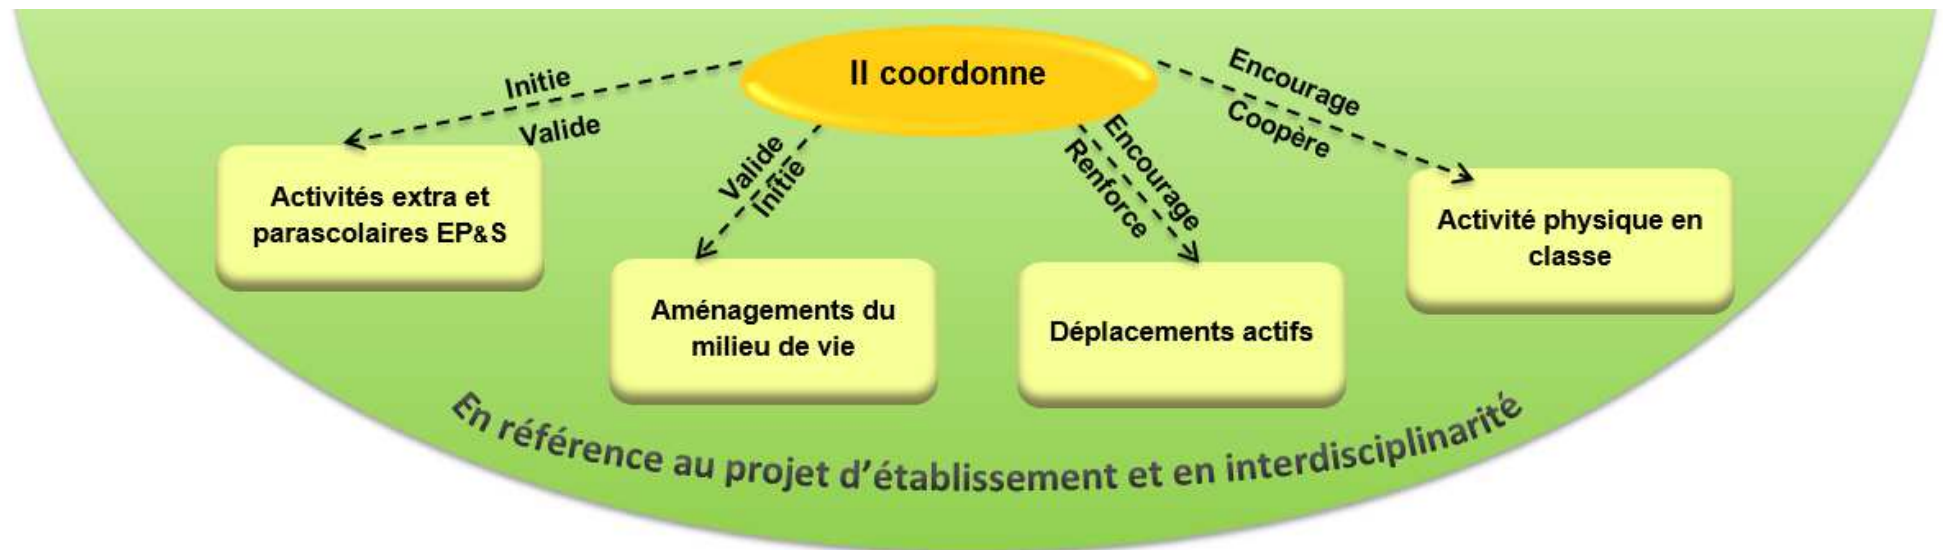 Il coordonne
Initie
Valide
Valide
Initie
Encourage
Renforce
Encourage
Coopère
Activités extra et
parascolaires EP&S
Aménagements du
milieu de vie
Déplacements actifs
Activité physique en
classe
En référence au projet d'établissement et en interdisciplinarité